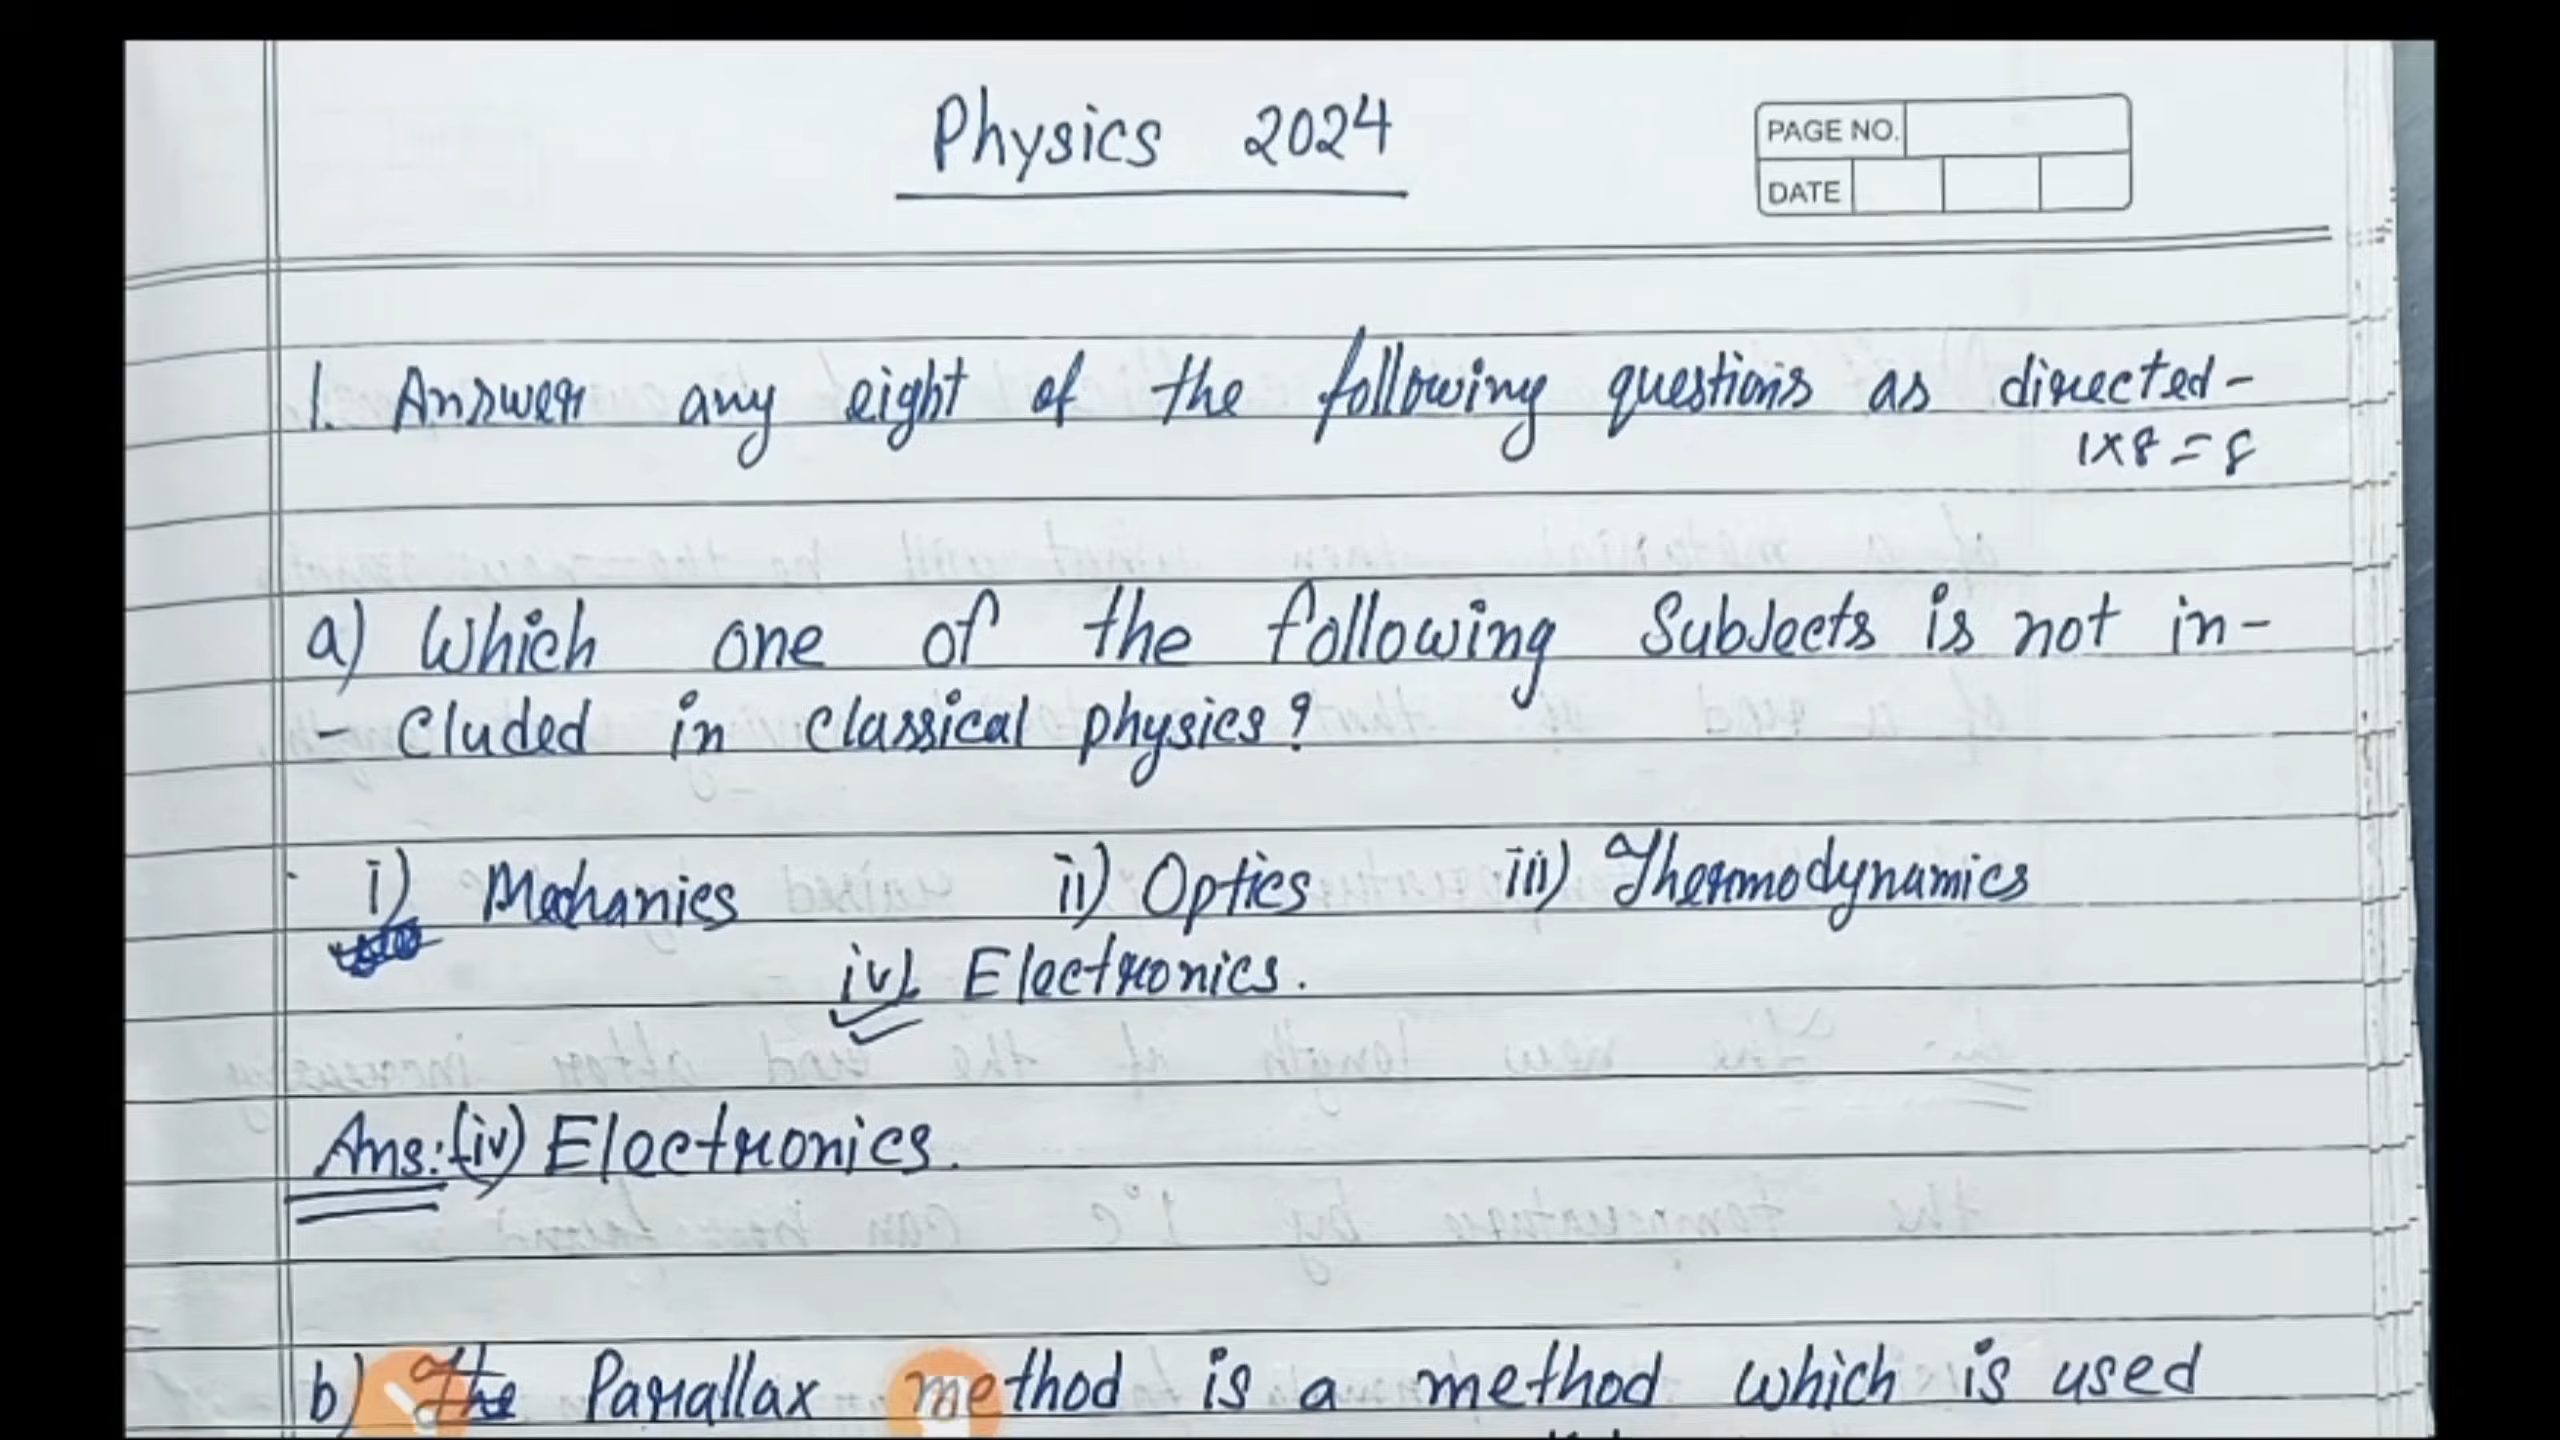 Physics 2024
PAGE NO.
DATE
1. Answer any eight of the following questions as directed-
1×8=8
a) Which one of the following Subjects is not in-
- cluded in classical physics?
i) Mechanics ii) Optics iii) Thermodynamics
iv) Electronics.
Ans: (iv) Electronics.
b) The Parallax method is a method which is used